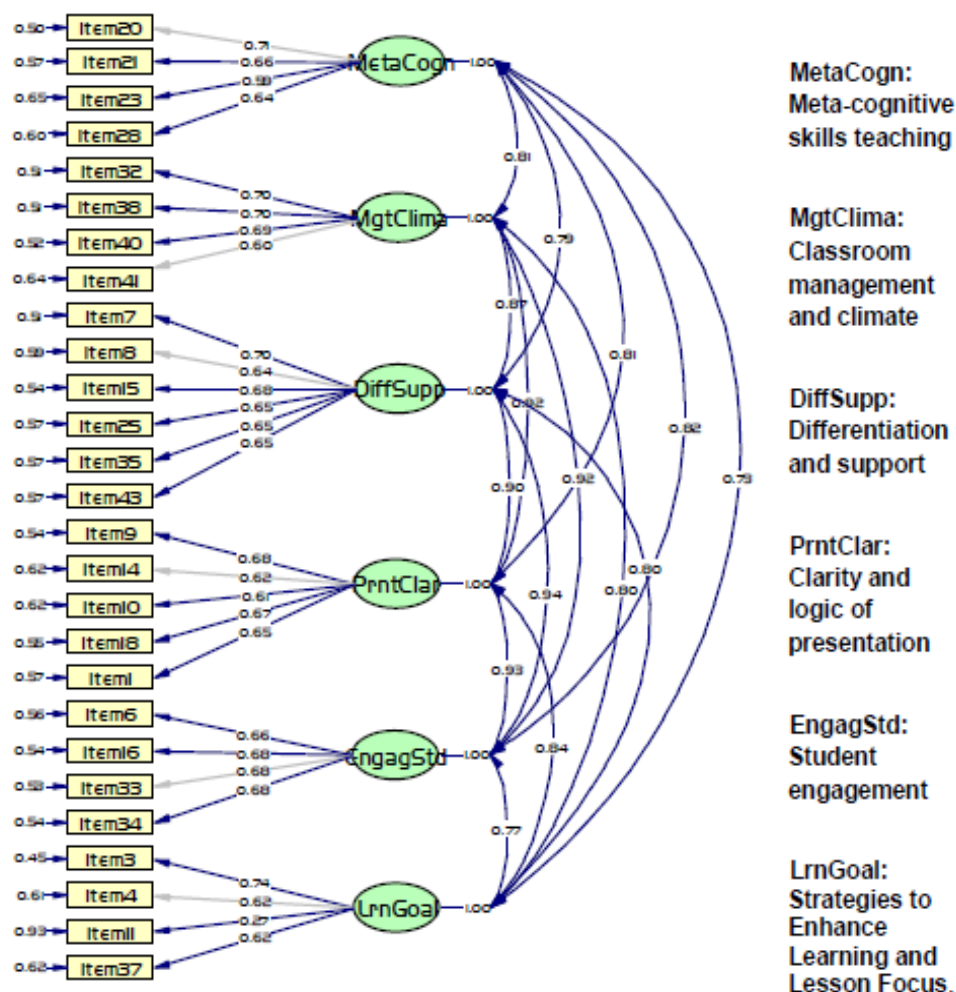 0.50 Item20
0.57 Item21
0.65 Item23
0.60 Item28
0.51 Item32
0.51 Item38
0.52 Item40
0.64 Item41
0.51 Item7
0.59 Item8
0.54 Item15
0.57 Item25
0.57 Item35
0.57 Item43
0.54 Item9
0.62 Item14
0.62 Item10
Item18
0.57 Item1
0.56 Item6
0.54 Item16
Item33
0.54 Item34
0.45 Item3
0.61 Item4
0.93 Item11
0.62 Item37
0.71
0.66
0.64
0.70
0.70
0.69
0.60
0.70
0.64
0.68
0.65
0.65
0.65
0.68
0.62
0.61
0.67
0.65
0.66
0.68
0.68
0.68
0.74
0.62
0.27
0.62
MetaCogn 1.00
MgtClima 1.00
DiffSupp 1.00
PrntClar 1.00
EngagStd 1.00
LrnGoal 1.00
0.81
0.79
0.87
0.81
0.92
0.82
0.90
0.92
0.73
0.80
0.80
0.94
0.93
0.84
0.77
MetaCogn:
Meta-cognitive
skills teaching
MgtClima:
Classroom
management
and climate
DiffSupp:
Differentiation
and support
PrntClar:
Clarity and
logic of
presentation
EngagStd:
Student
engagement
LrnGoal:
Strategies to
Enhance
Learning and
Lesson Focus.